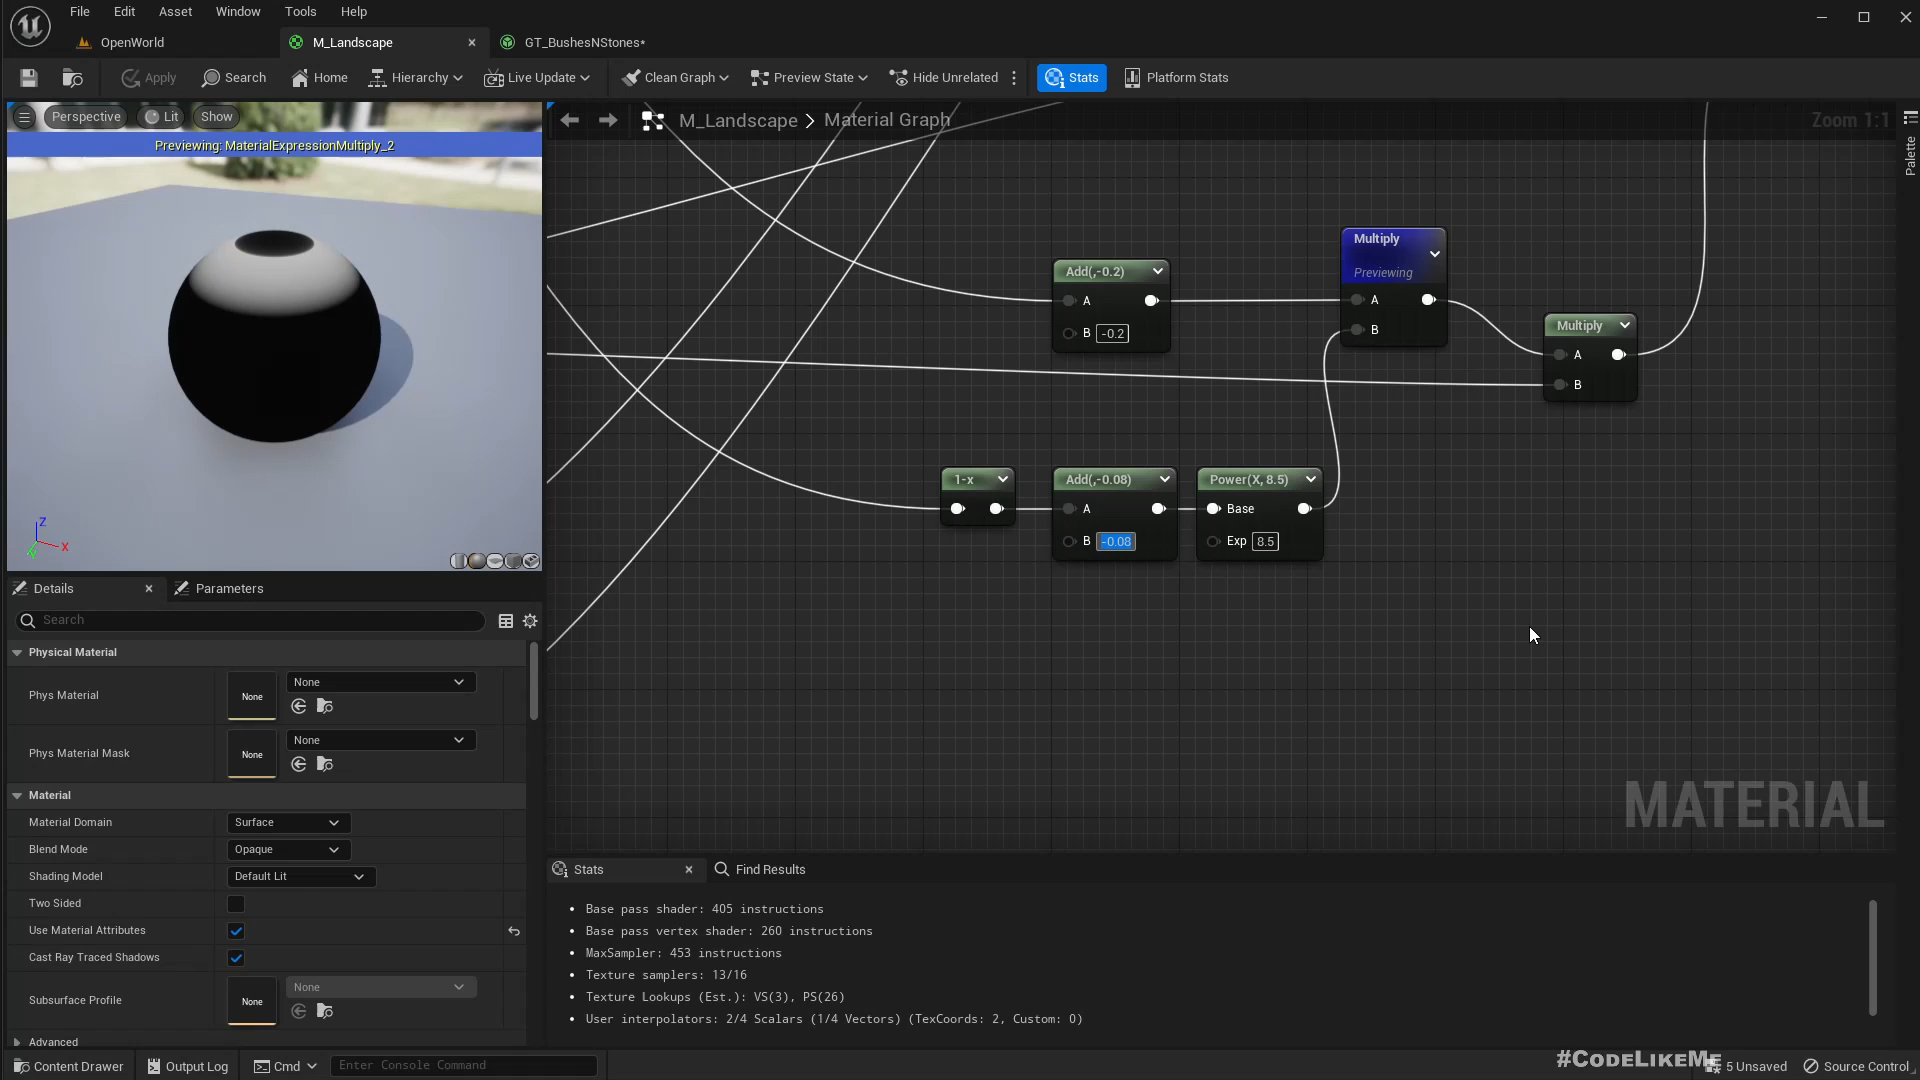 File Edit Asset Window Tools Help
OpenWorld M_Landscape GT_BushesNStones*
Apply Search Home Hierarchy Live Update Clean Graph Preview State Hide Unrelated Stats Platform Stats
Perspective Lit Show
Previewing: MaterialExpressionMultiply_2
M_Landscape > Material Graph
Zoom 1:1
Palette
Add(,-0.2)
A
B -0.2
Multiply
Previewing
A
B
Multiply
A
B
1-x
Add(,-0.08)
A
B -0.08
Power(X, 8.5)
Base
Exp 8.5
MATERIAL
Z
X
Y
Details Parameters
Search
Physical Material
Phys Material None None
Phys Material Mask None None
Material
Material Domain Surface
Blend Mode Opaque
Shading Model Default Lit
Two Sided
Use Material Attributes
Cast Ray Traced Shadows
Subsurface Profile None None
Advanced
Stats Find Results
• Base pass shader: 405 instructions
• Base pass vertex shader: 260 instructions
• MaxSampler: 453 instructions
• Texture samplers: 13/16
• Texture Lookups (Est.): VS(3), PS(26)
• User interpolators: 2/4 Scalars (1/4 Vectors) (TexCoords: 2, Custom: 0)
Content Drawer Output Log Cmd Enter Console Command
#CODELIKEME
5 Unsaved Source Control